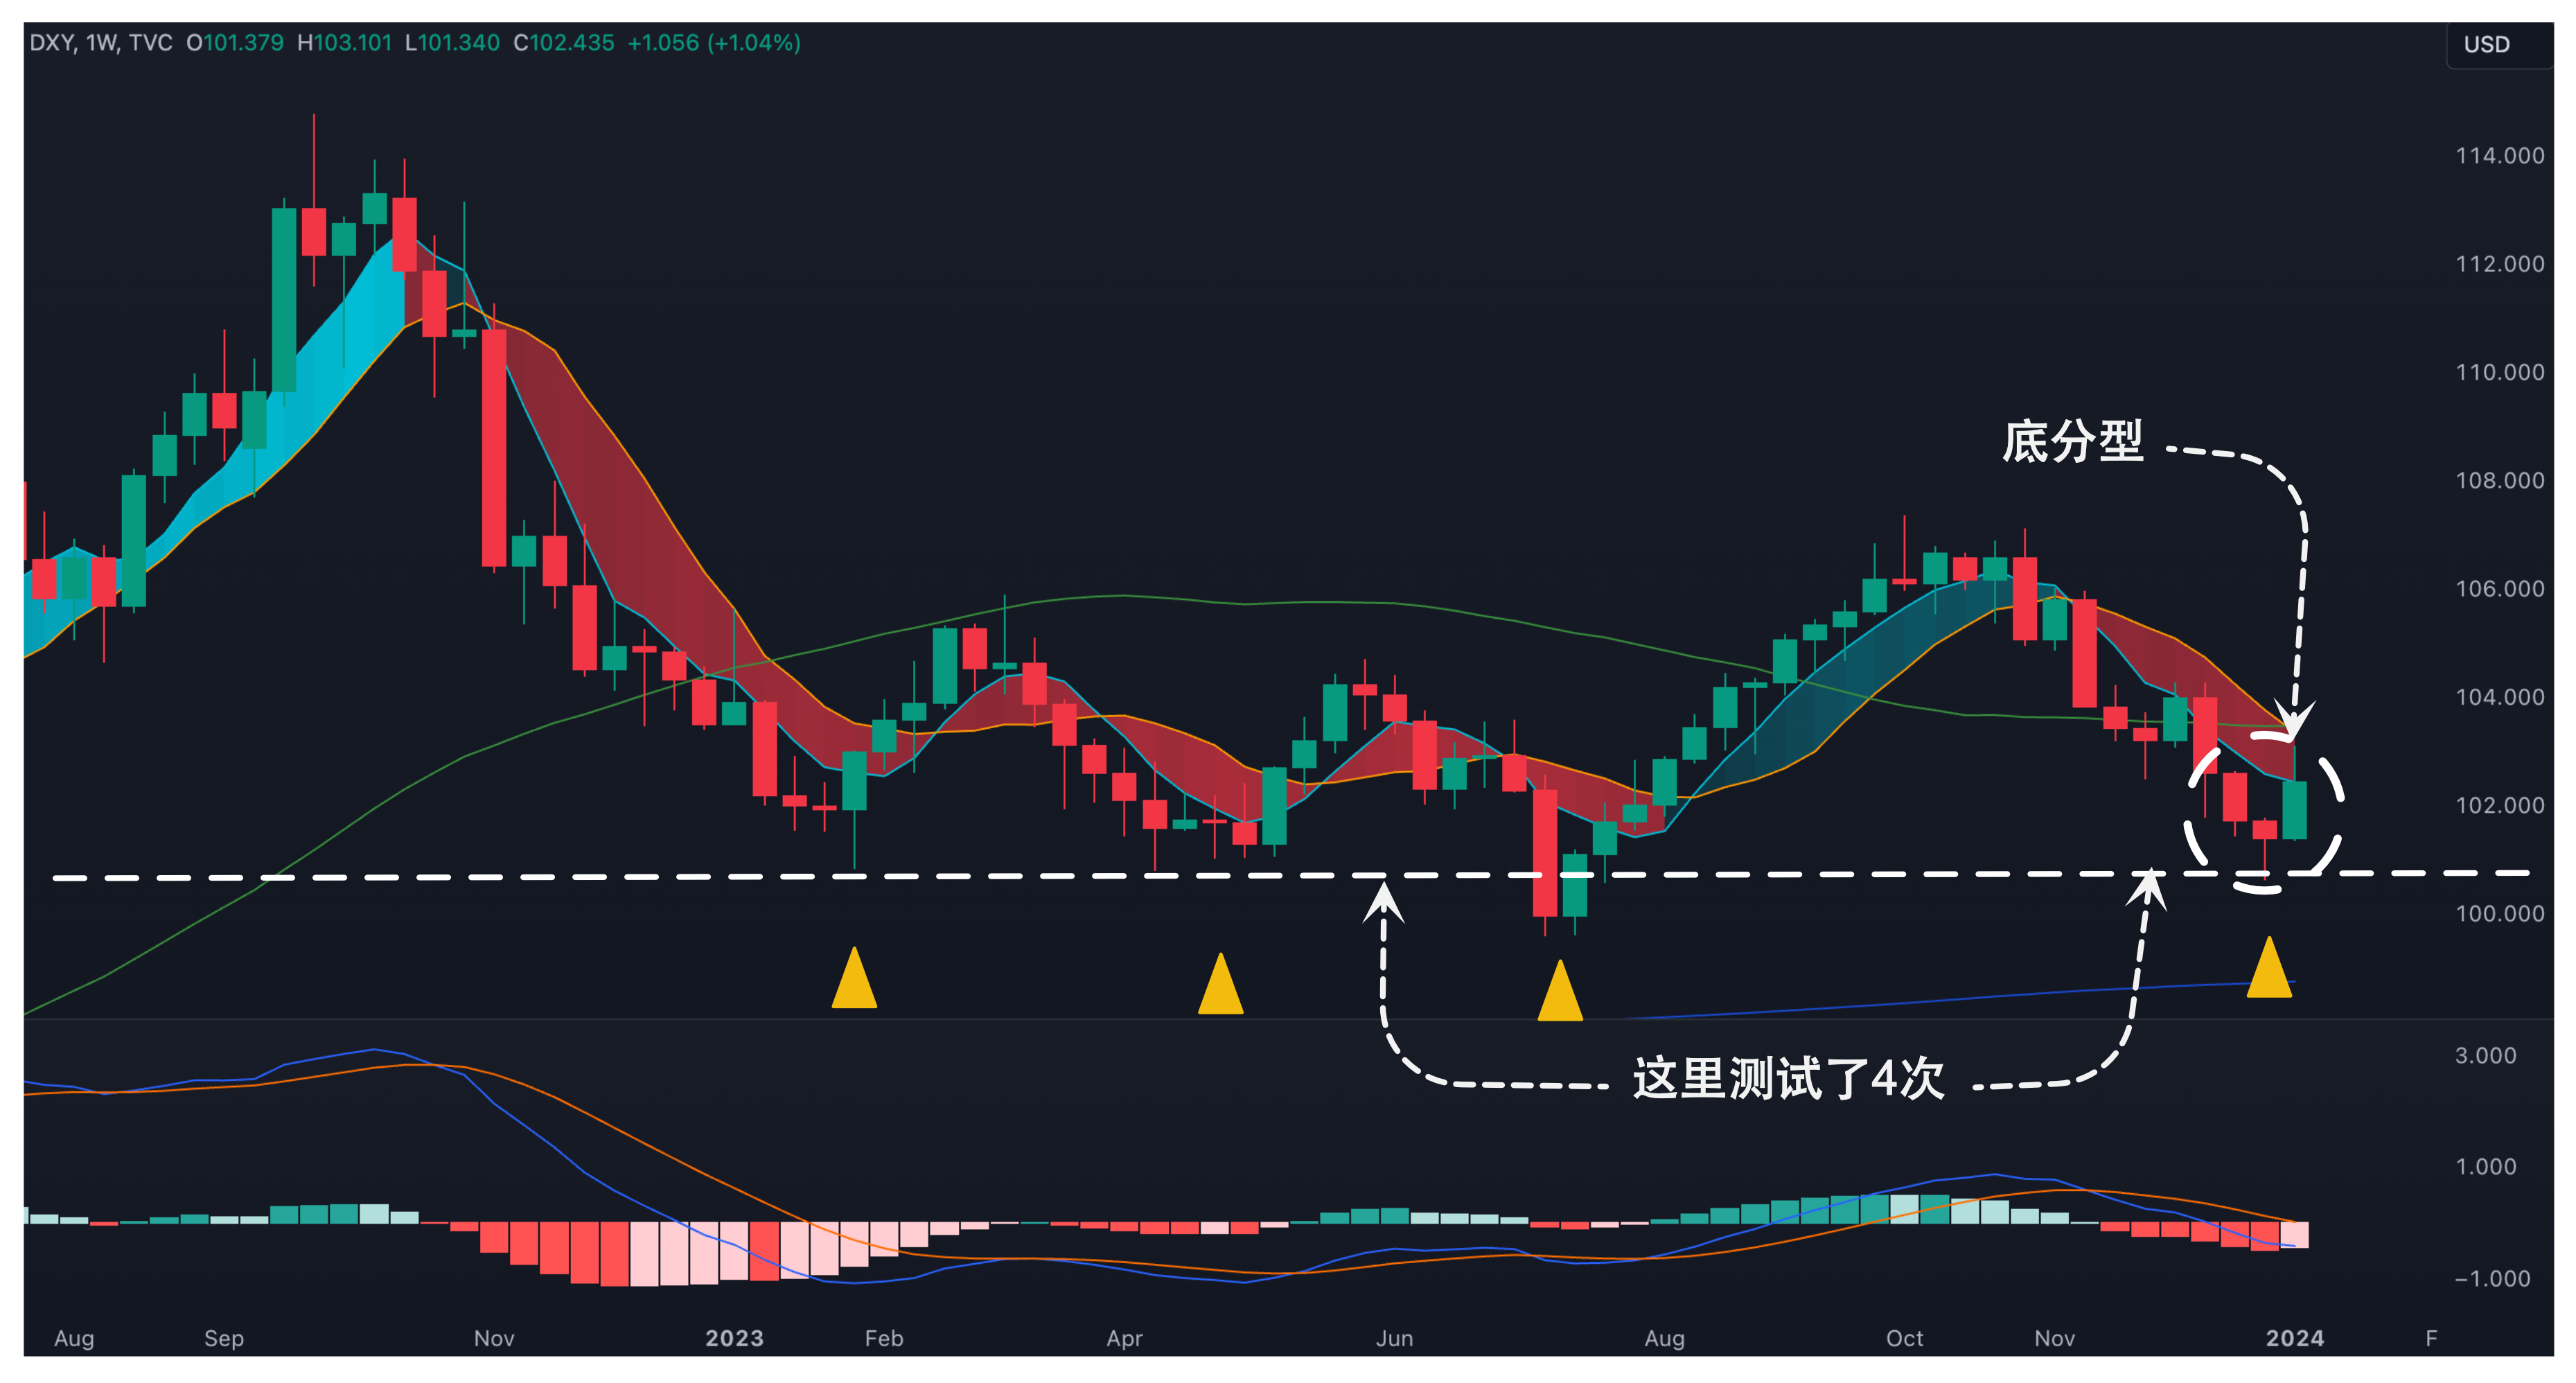 DXY, 1W, TVC O101.379 H103.101 L101.340 C102.435 +1.056 (+1.04%)
USD
114.000
112.000
110.000
底分型
108.000
106.000
104.000
102.000
100.000
3.000
这里测试了4次
1.000
−1.000
Aug Sep Nov 2023 Feb Apr Jun Aug Oct Nov 2024 F